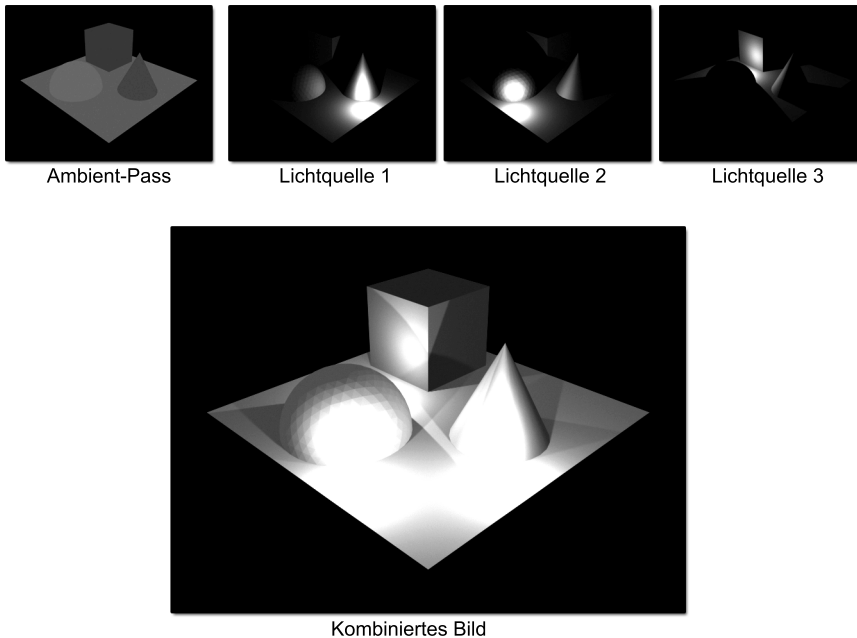 Ambient-Pass
Lichtquelle 1
Lichtquelle 2
Lichtquelle 3
Kombiniertes Bild